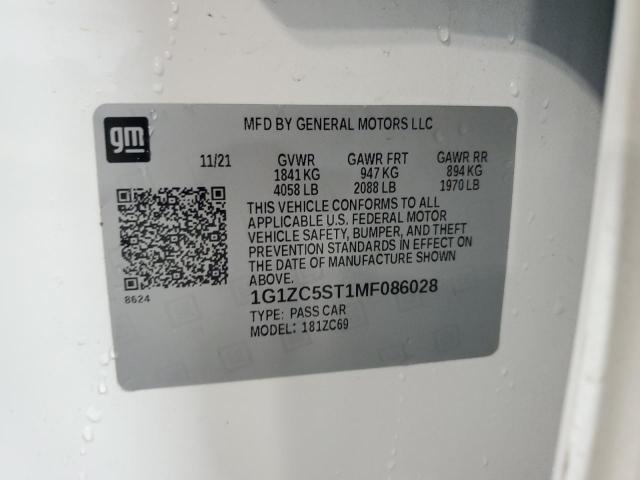 gm
MFD BY GENERAL MOTORS LLC
11/21 GVWR GAWR FRT GAWR RR
1841 KG 947 KG 894 KG
4058 LB 2088 LB 1970 LB
THIS VEHICLE CONFORMS TO ALL
APPLICABLE U.S. FEDERAL MOTOR
VEHICLE SAFETY, BUMPER, AND THEFT
PREVENTION STANDARDS IN EFFECT ON
THE DATE OF MANUFACTURE SHOWN
ABOVE.
8624
1G1ZC5ST1MF086028
TYPE: PASS CAR
MODEL: 181ZC69